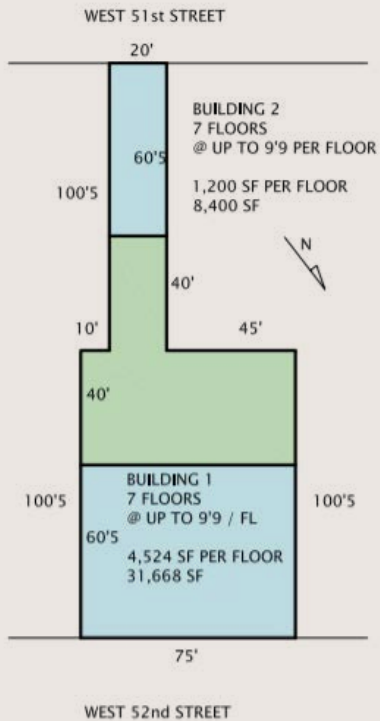 WEST 51st STREET
20'
BUILDING 2
7 FLOORS
@ UP TO 9'9 PER FLOOR
1,200 SF PER FLOOR
8,400 SF
60'5
100'5
N
40'
10'
45'
40'
BUILDING 1
7 FLOORS
@ UP TO 9'9 / FL
4,524 SF PER FLOOR
31,668 SF
100'5
60'5
100'5
75'
WEST 52nd STREET